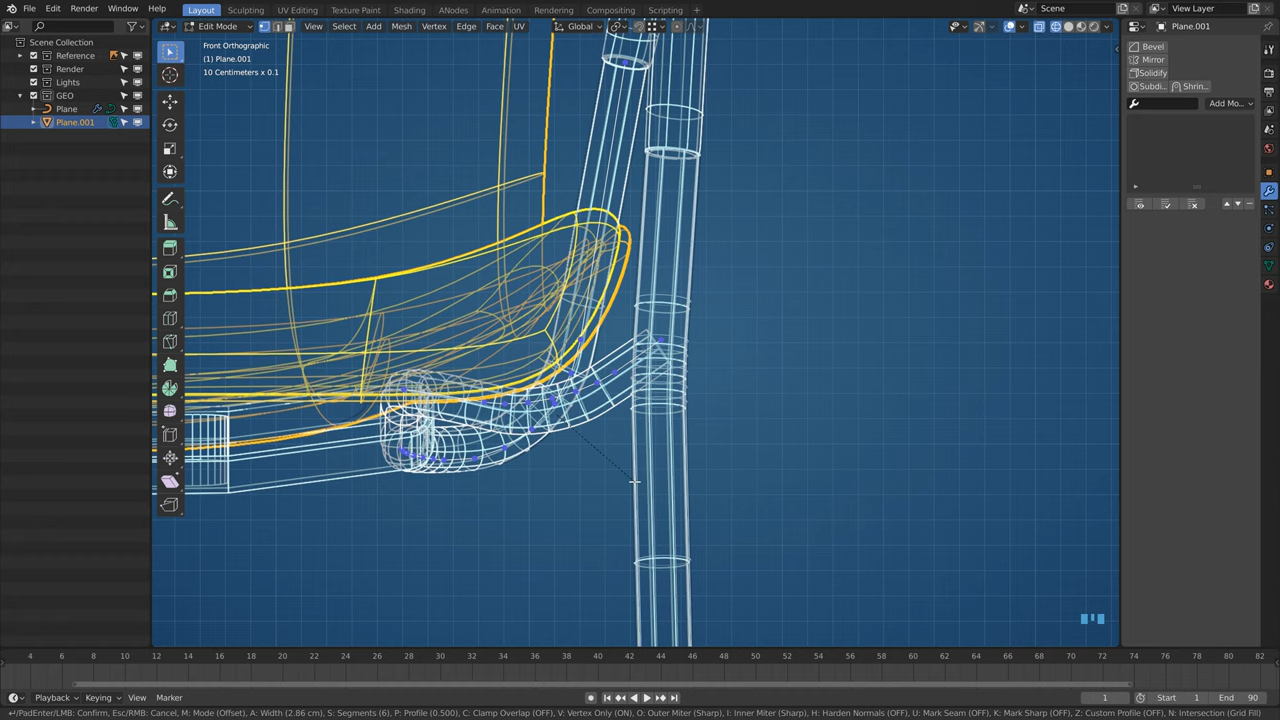 File Edit Render Window Help Layout Sculpting UV Editing Texture Paint Shading ANodes Animation Rendering Compositing Scripting + Scene View Layer
Edit Mode View Select Add Mesh Vertex Edge Face UV Global Plane.001
Scene Collection
Reference
Render
Lights
GEO
Plane
Plane.001
Front Orthographic
(1) Plane.001
10 Centimeters x 0.1
Bevel
Mirror
Solidify
Subdi.. Shrin...
Add Mo...
4 6 8 10 12 14 16 18 20 22 24 26 28 30 32 34 36 38 40 42 44 46 48 50 52 54 56 58 60 62 64 66 68 70 72 74 76 78 80 82
Playback Keying View Marker 1 Start 1 End 90
/PadEnter/LMB: Confirm, Esc/RMB: Cancel, M: Mode (Offset), A: Width (2.86 cm), S: Segments (6), P: Profile (0.500), C: Clamp Overlap (OFF), V: Vertex Only (ON), O: Outer Miter (Sharp), I: Inner Miter (Sharp), H: Harden Normals (OFF), U: Mark Seam (OFF), K: Mark Sharp (OFF), Z: Custom Profile (OFF), N: Intersection (Grid Fill)